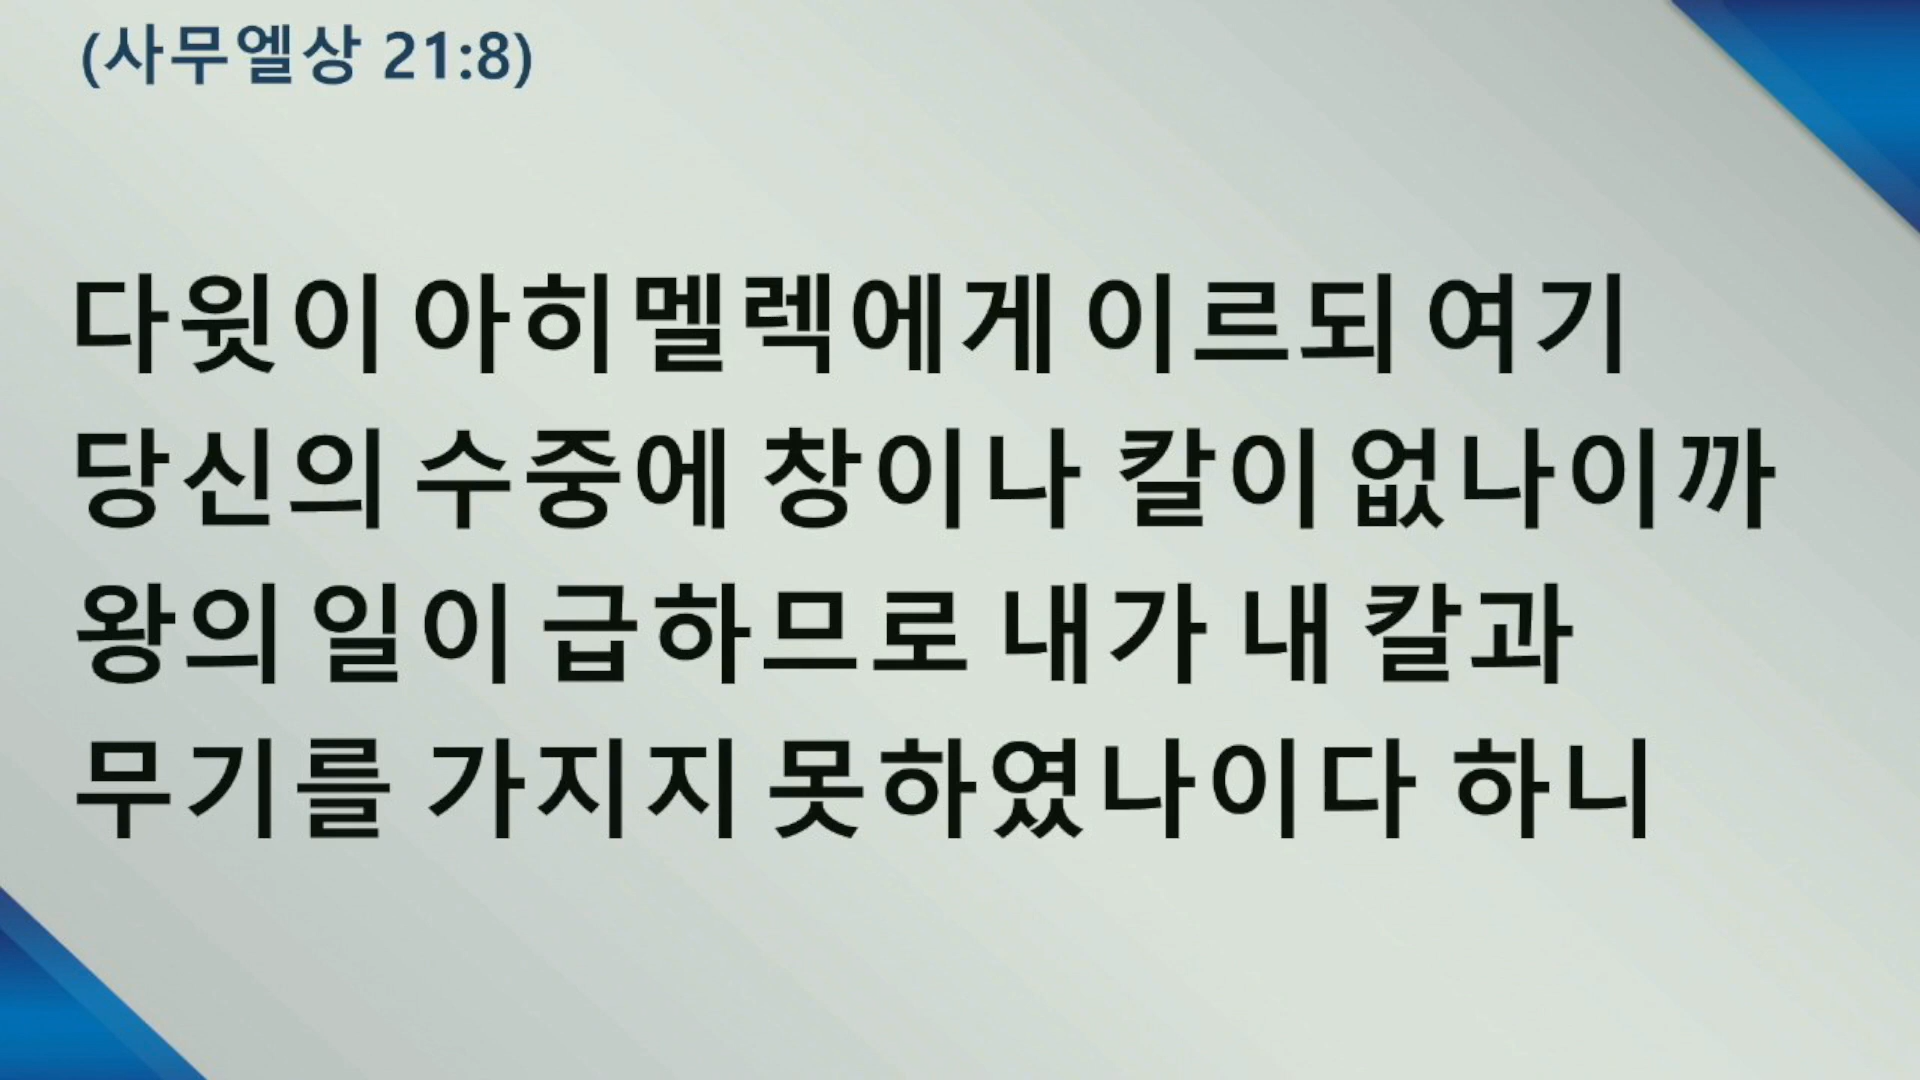 (사무엘상 21:8)
다윗이 아히멜렉에게 이르되 여기
당신의 수중에 창이나 칼이 없나이까
왕의 일이 급하므로 내가 내 칼과
무기를 가지지 못하였나이다 하니